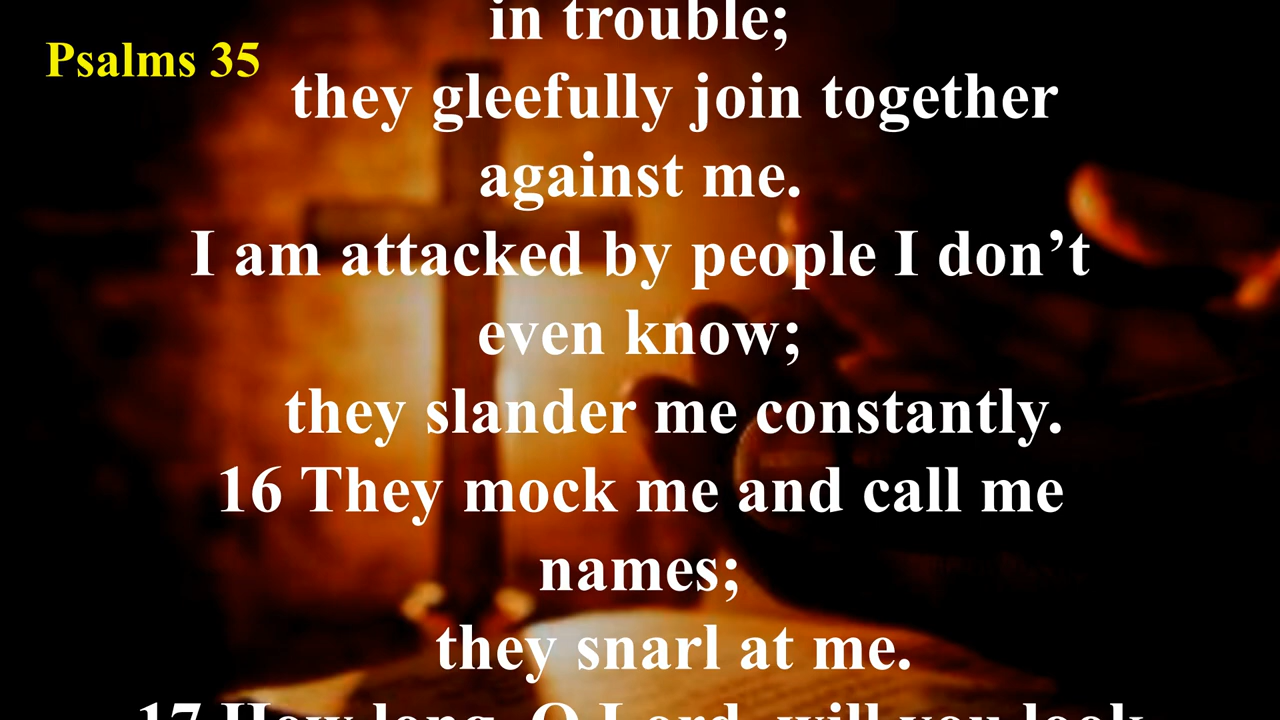 in trouble;
Psalms 35
they gleefully join together
against me.
I am attacked by people I don’t
even know;
they slander me constantly.
16 They mock me and call me
names;
they snarl at me.
17 How long, O Lord, will you look